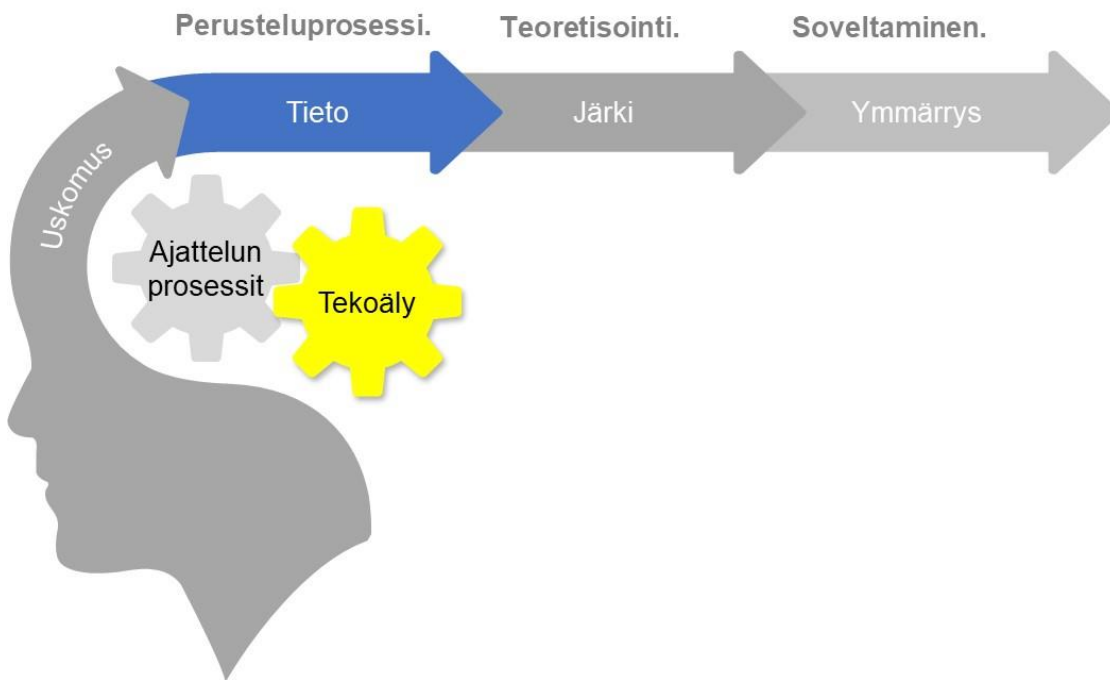 Perusteluprosessi.
Teoretisointi.
Soveltaminen.
Uskomus
Tieto
Järki
Ymmärrys
Ajattelun
prosessit
Tekoäly